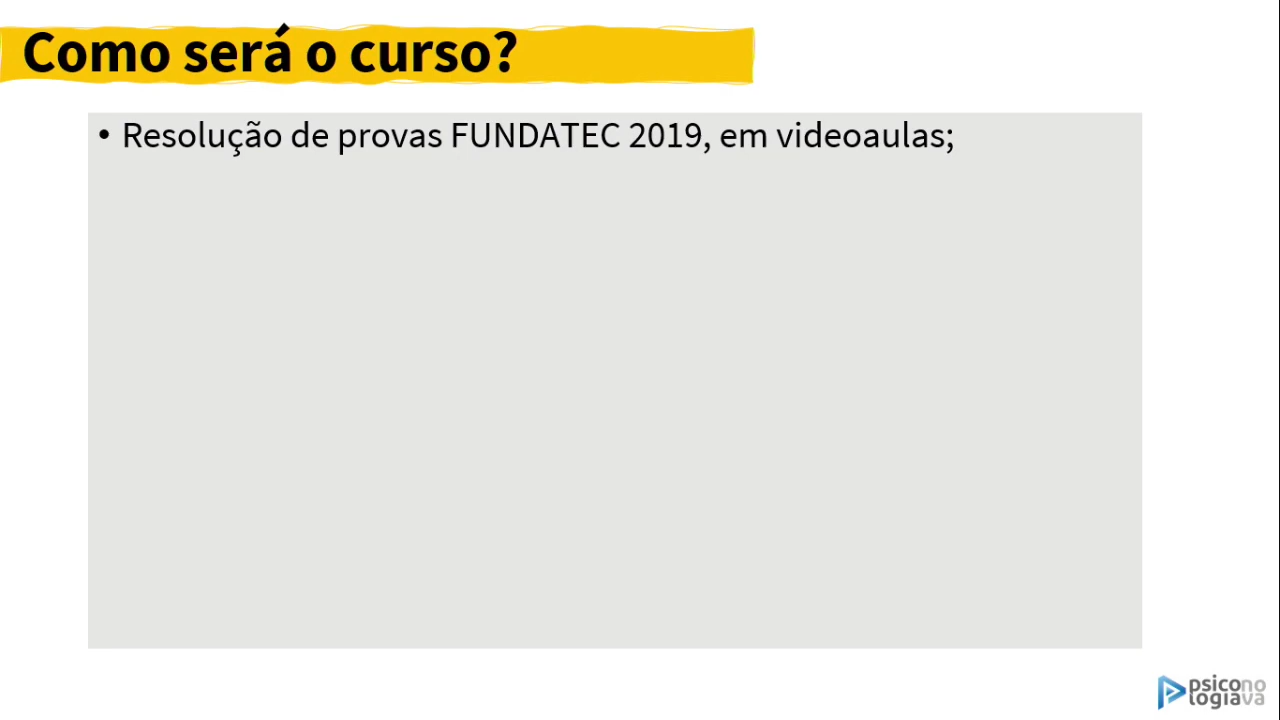 Como será o curso?
• Resolução de provas FUNDATEC 2019, em videoaulas;
psicono
logiava